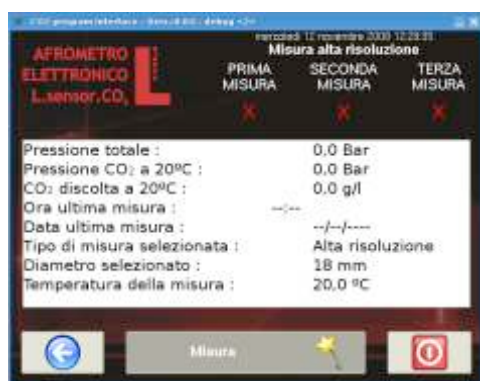 mercoledì 12 novembre 2008 12:28:35
AFROMETRO
ELETTRONICO
L.sensor.CO₂
L
Misura alta risoluzione
PRIMA MISURA
SECONDA MISURA
TERZA MISURA
Pressione totale : 0,0 Bar
Pressione CO₂ a 20ºC : 0,0 Bar
CO₂ discolta a 20ºC : 0,0 g/l
Ora ultima misura : --:--
Data ultima misura : --/--/----
Tipo di misura selezionata : Alta risoluzione
Diametro selezionato : 18 mm
Temperatura della misura : 20,0 ºC
Misura